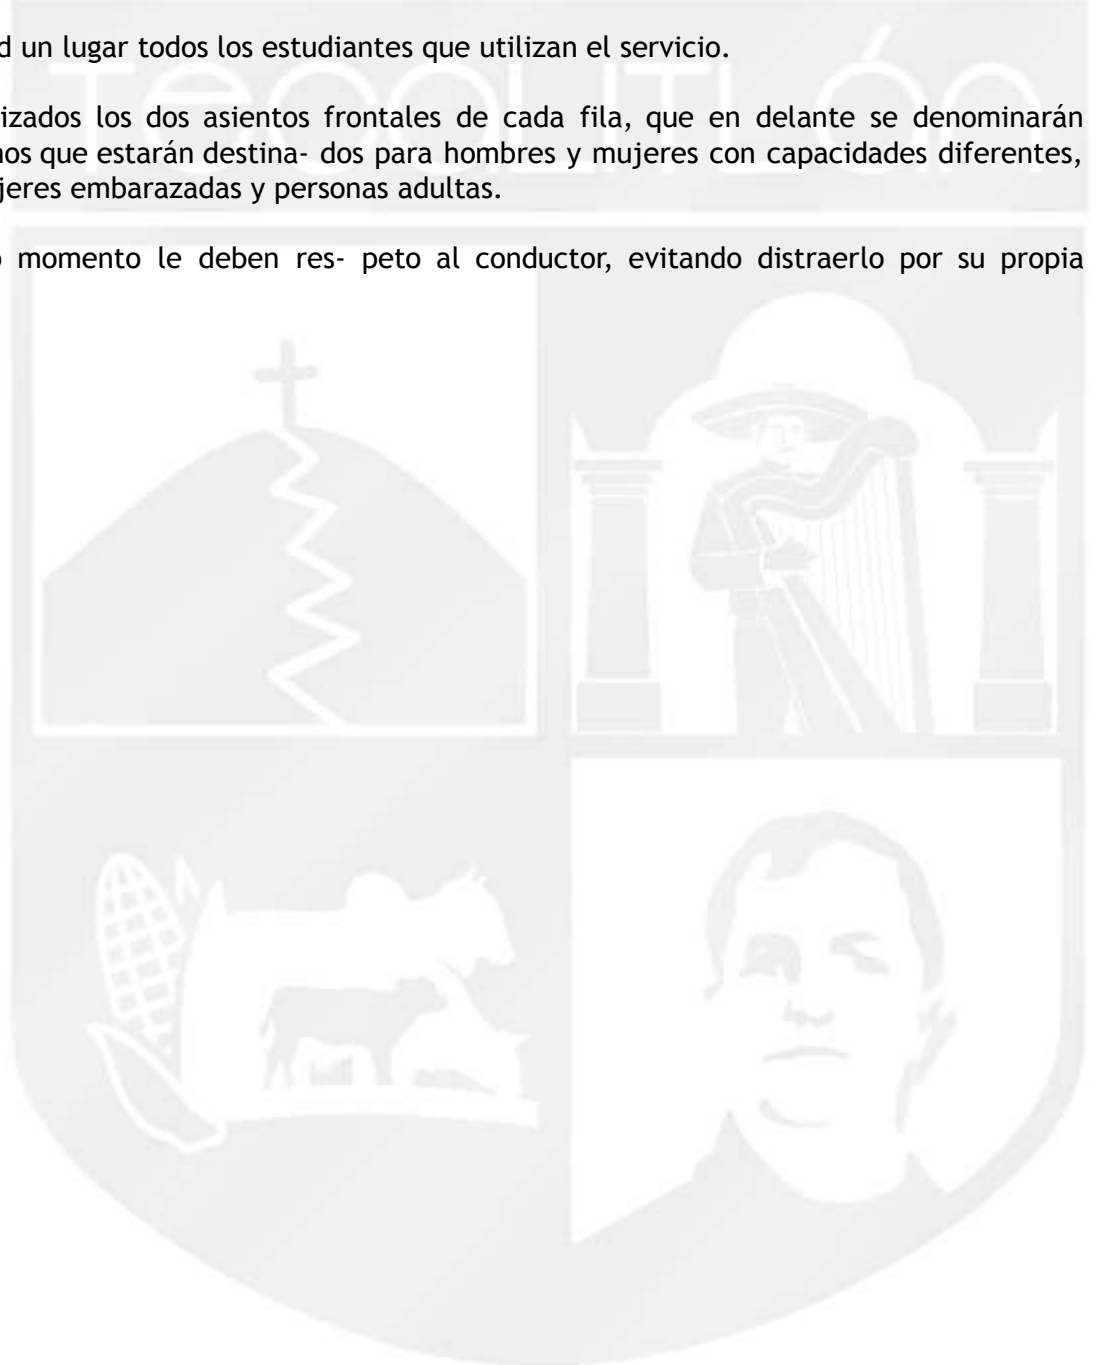 TecaLITLán
d un lugar todos los estudiantes que utilizan el servicio.
izados los dos asientos frontales de cada fila, que en delante se denominarán
nos que estarán destina- dos para hombres y mujeres con capacidades diferentes,
jeres embarazadas y personas adultas.
o momento le deben res- peto al conductor, evitando distraerlo por su propia